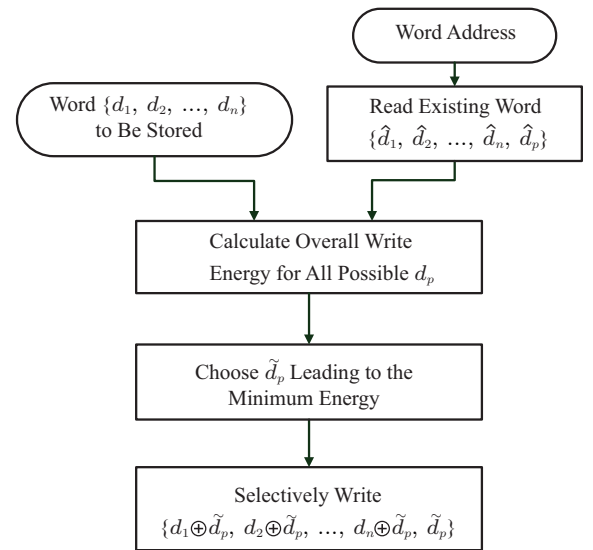 Word Address
Word {d₁, d₂, ..., dₙ}
to Be Stored
Read Existing Word
{d̂₁, d̂₂, ..., d̂ₙ, d̂ₚ}
Calculate Overall Write
Energy for All Possible dₚ
Choose d̃ₚ Leading to the
Minimum Energy
Selectively Write
{d₁⊕d̃ₚ, d₂⊕d̃ₚ, ..., dₙ⊕d̃ₚ, d̃ₚ}